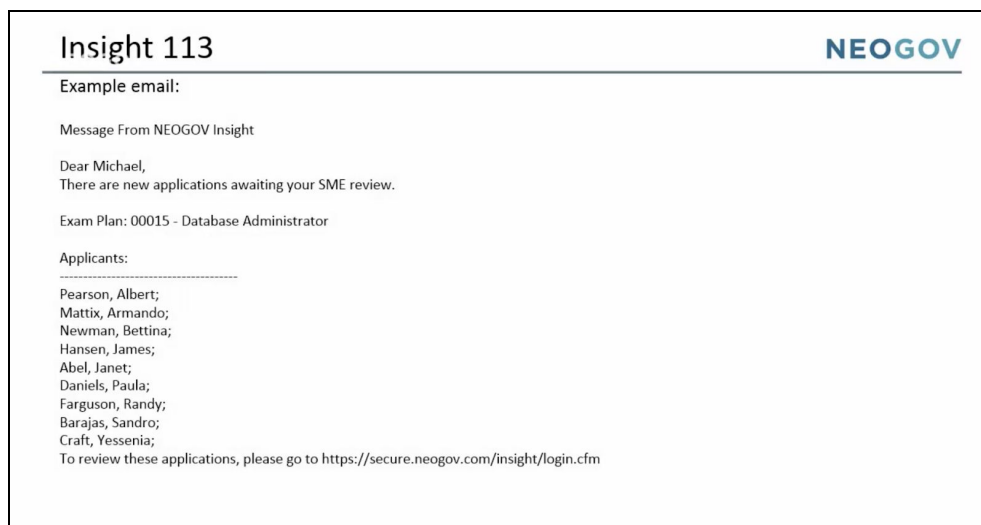 Insight 113
NEOGOV
Example email:
Message From NEOGOV Insight
Dear Michael,
There are new applications awaiting your SME review.
Exam Plan: 00015 - Database Administrator
Applicants:
--------------------------------------
Pearson, Albert;
Mattix, Armando;
Newman, Bettina;
Hansen, James;
Abel, Janet;
Daniels, Paula;
Farguson, Randy;
Barajas, Sandro;
Craft, Yessenia;
To review these applications, please go to https://secure.neogov.com/insight/login.cfm